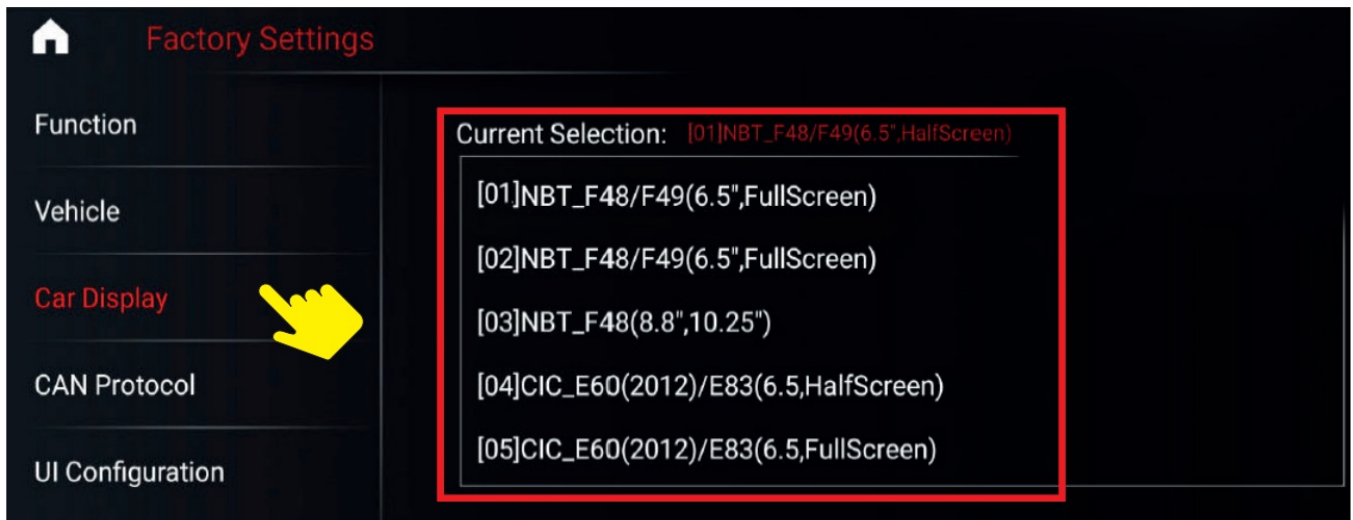 Factory Settings
Function
Vehicle
Car Display
CAN Protocol
UI Configuration
Current Selection: [01]NBT_F48/F49(6.5",HalfScreen)
[01]NBT_F48/F49(6.5",FullScreen)
[02]NBT_F48/F49(6.5",FullScreen)
[03]NBT_F48(8.8",10.25")
[04]CIC_E60(2012)/E83(6.5,HalfScreen)
[05]CIC_E60(2012)/E83(6.5,FullScreen)